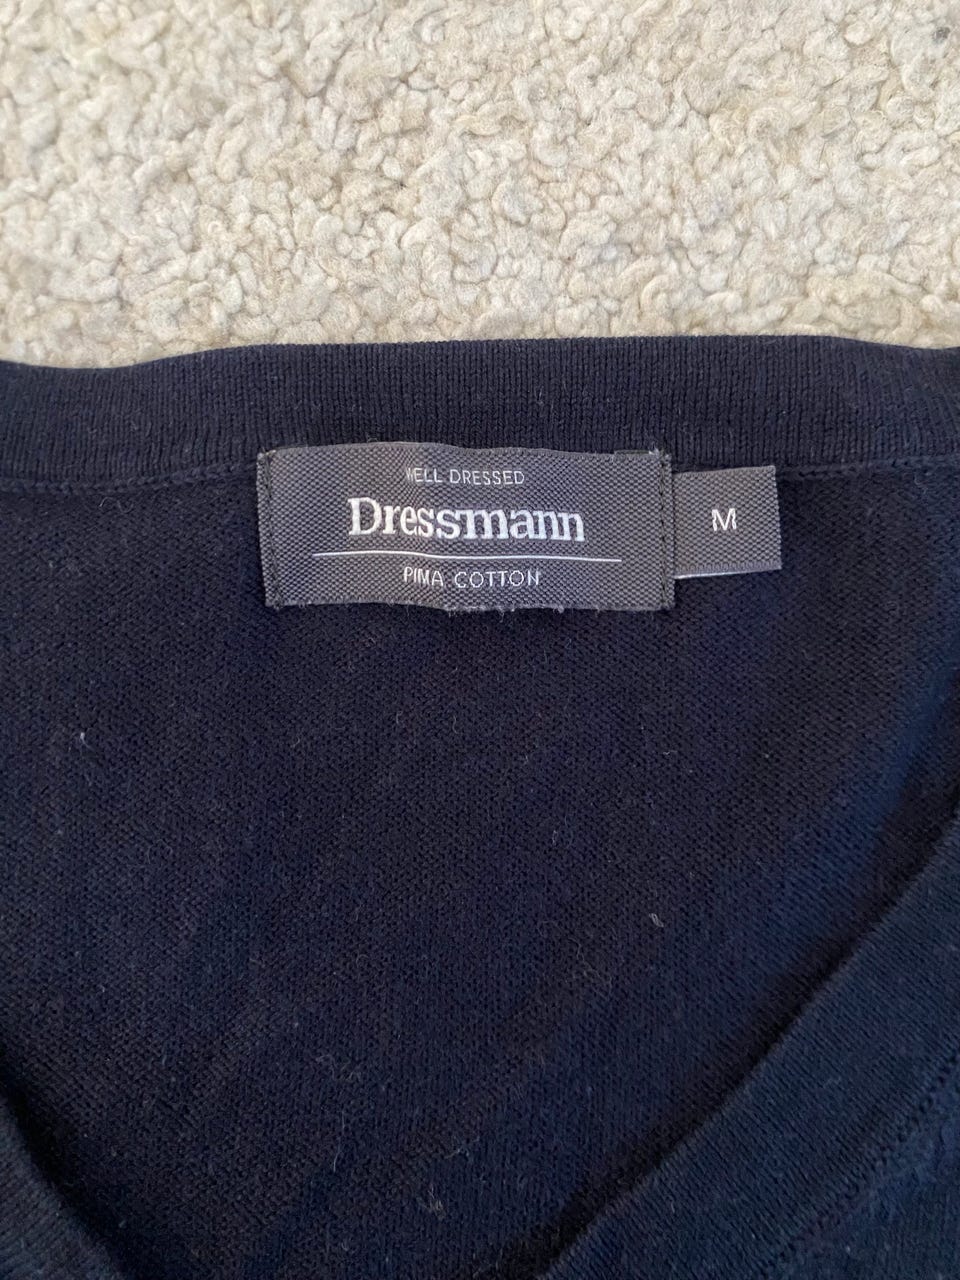 WELL DRESSED
Dressmann
PIMA COTTON
M